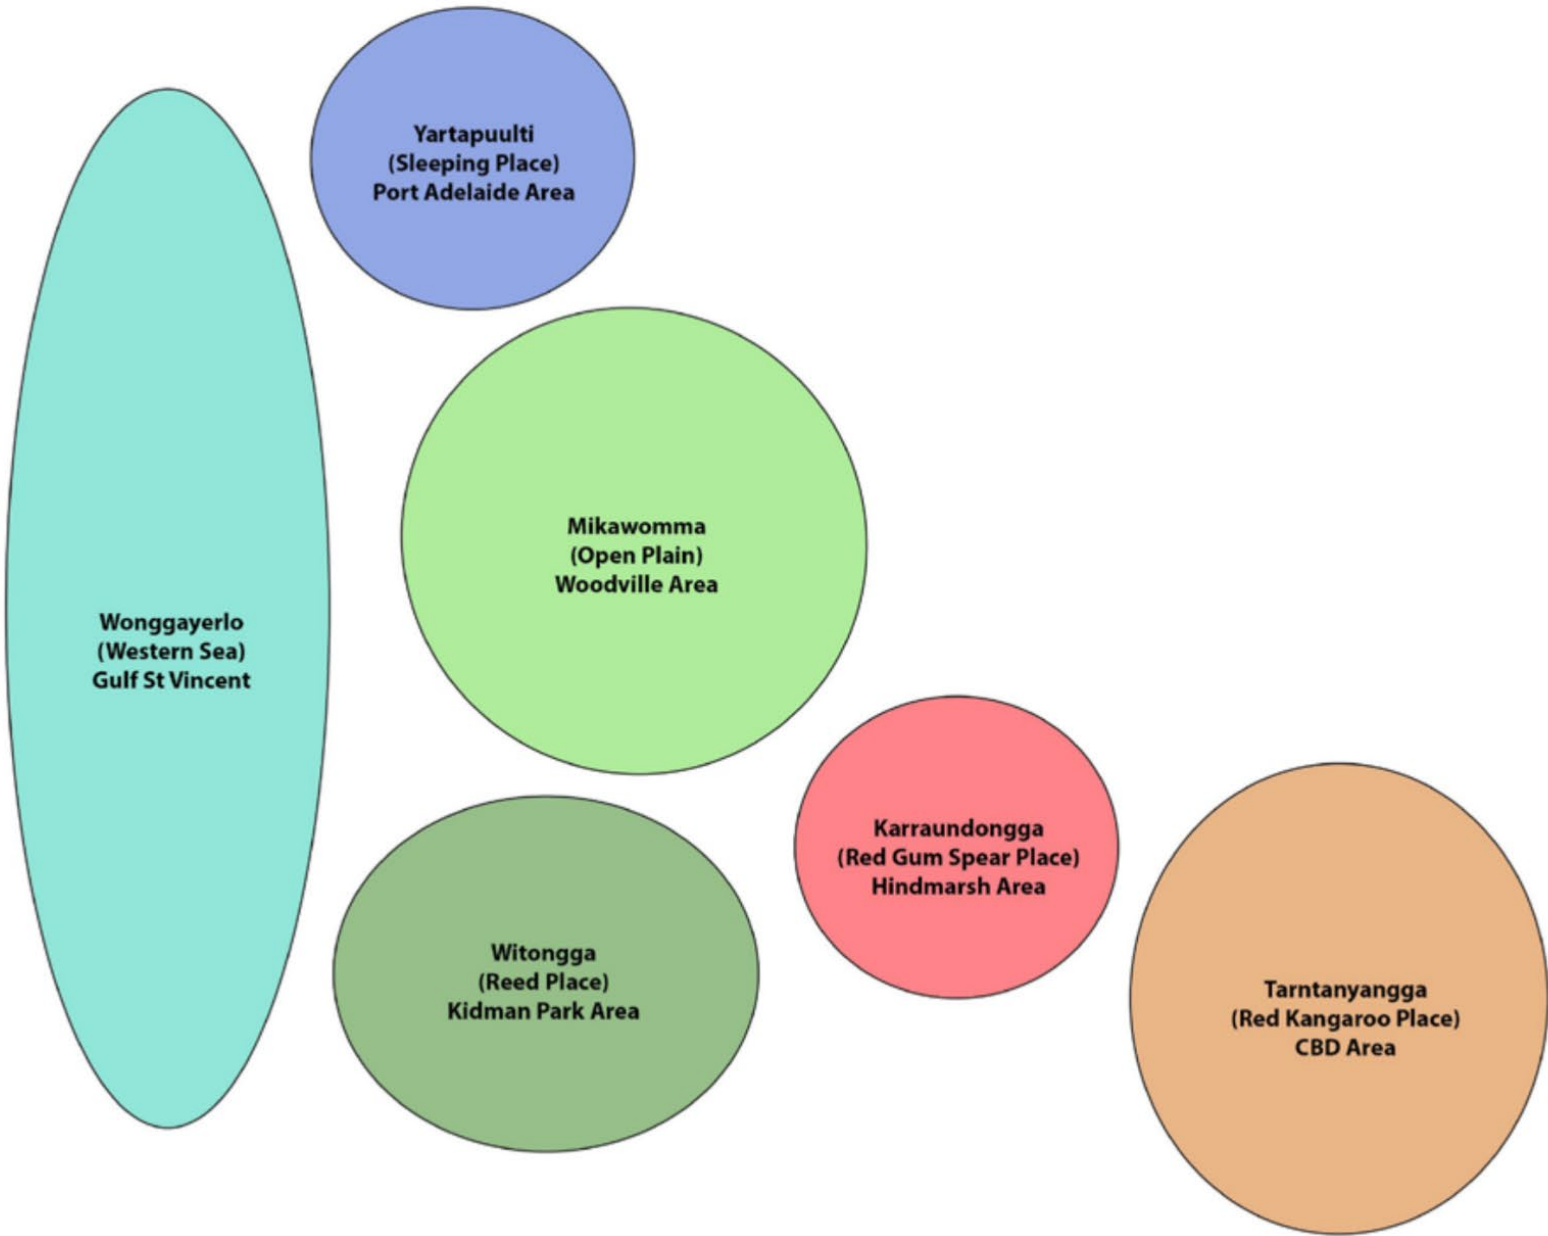 Yartapuulti
(Sleeping Place)
Port Adelaide Area
Mikawomma
(Open Plain)
Woodville Area
Wonggayerlo
(Western Sea)
Gulf St Vincent
Karraundongga
(Red Gum Spear Place)
Hindmarsh Area
Witongga
(Reed Place)
Kidman Park Area
Tarntanyangga
(Red Kangaroo Place)
CBD Area